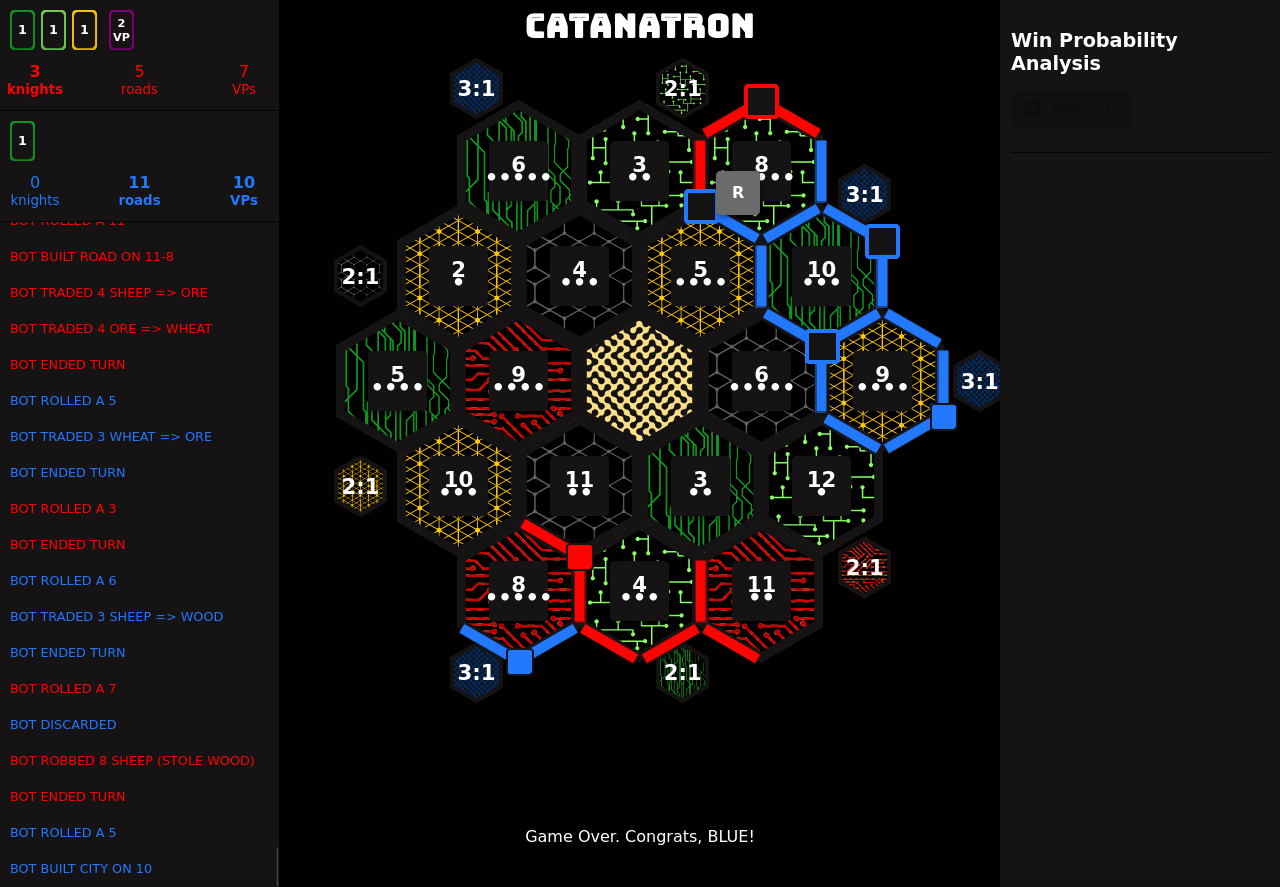 1 1 1 2 VP
3 knights 5 roads 7 VPs
1
0 knights 11 roads 10 VPs
BOT ROLLED A 11
BOT BUILT ROAD ON 11-8
BOT TRADED 4 SHEEP => ORE
BOT TRADED 4 ORE => WHEAT
BOT ENDED TURN
BOT ROLLED A 5
BOT TRADED 3 WHEAT => ORE
BOT ENDED TURN
BOT ROLLED A 3
BOT ENDED TURN
BOT ROLLED A 6
BOT TRADED 3 SHEEP => WOOD
BOT ENDED TURN
BOT ROLLED A 7
BOT DISCARDED
BOT ROBBED 8 SHEEP (STOLE WOOD)
BOT ENDED TURN
BOT ROLLED A 5
BOT BUILT CITY ON 10
CATANATRON
3:1 2:1
6 3 8
R
3:1
2:1 2 4 5 10
5 9 6 9 3:1
2:1 10 11 3 12
8 4 11 2:1
3:1 2:1
Game Over. Congrats, BLUE!
Win Probability
Analysis
ANALYZE